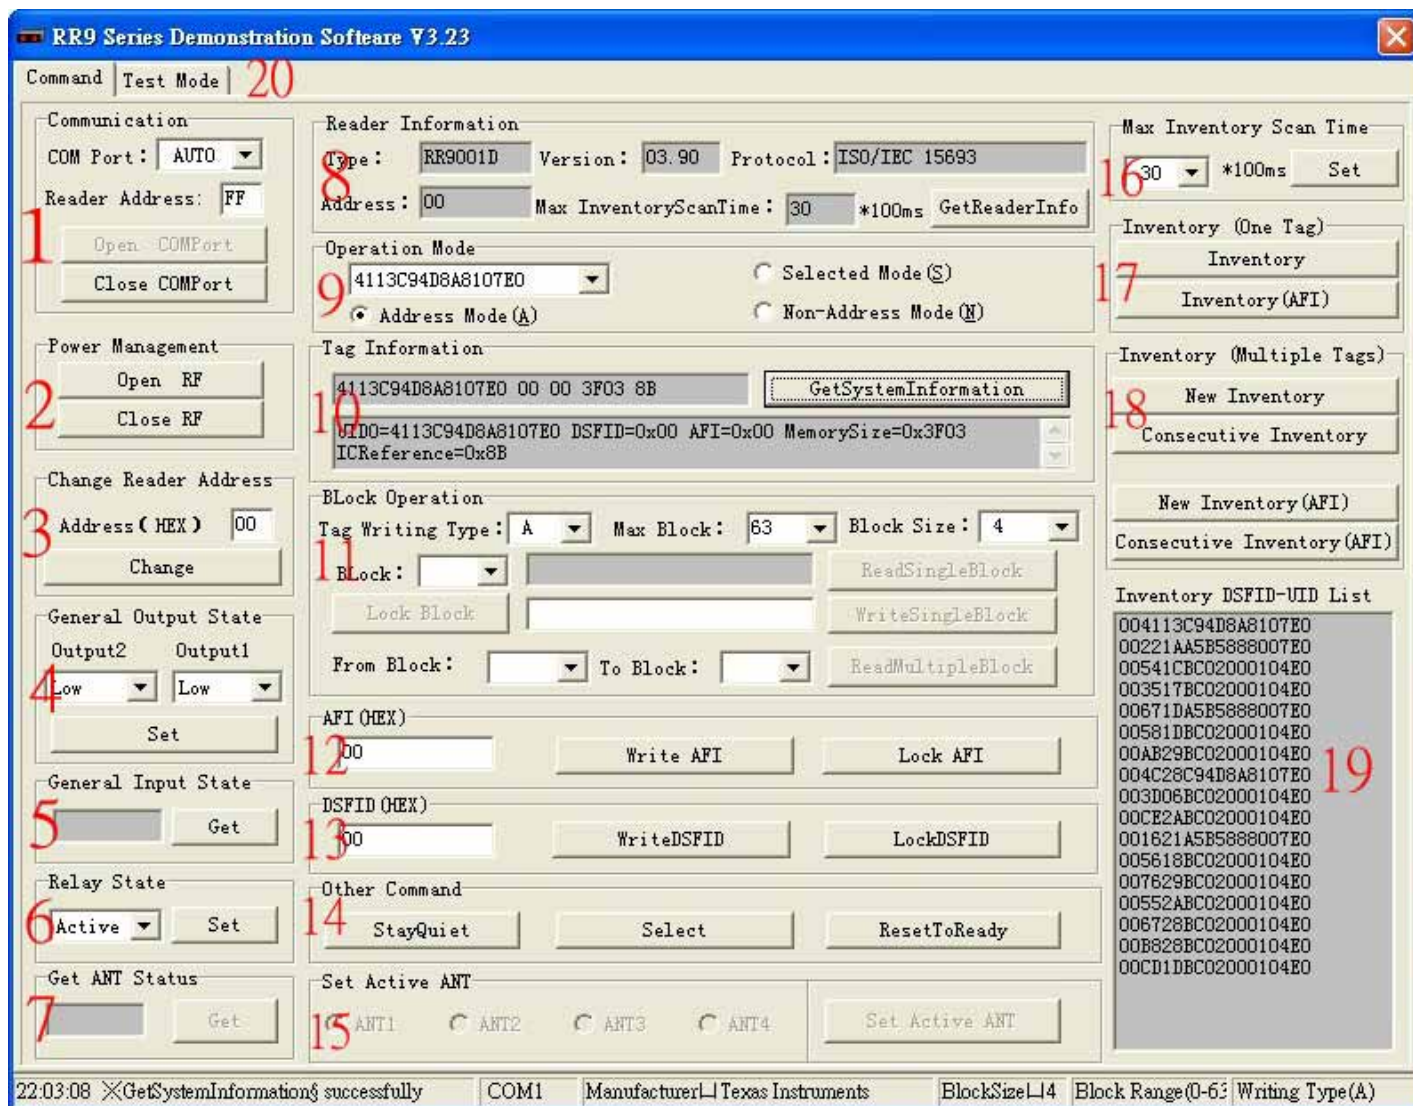 RR9 Series Demonstration Softeare V3.23
Command
Test Mode
20
Communication
COM Port: AUTO
Reader Address: FF
1
Open COMPort
Close COMPort
Power Management
2
Open RF
Close RF
Change Reader Address
3
Address(HEX) 00
Change
General Output State
Output2 Output1
4
Low Low
Set
General Input State
5
Get
Relay State
6
Active Set
Get ANT Status
7
Get
Reader Information
8
Type: RR9001D Version: 03.90 Protocol: ISO/IEC 15693
Address: 00 Max InventoryScanTime: 30 *100ms GetReaderInfo
Operation Mode
9
4113C94D8A8107E0 Selected Mode(S)
Address Mode(A) Non-Address Mode(N)
Tag Information
10
4113C94D8A8107E0 00 00 3F03 8B GetSystemInformation
UIDO=4113C94D8A8107E0 DSFID=0x00 AFI=0x00 MemorySize=0x3F03
ICReference=0x8B
BLock Operation
Tag Writing Type: A Max Block: 63 Block Size: 4
11
BLock: ReadSingleBlock
Lock Block WriteSingleBlock
From Block: To Block: ReadMultipleBlock
AFI(HEX)
12
00 Write AFI Lock AFI
DSFID(HEX)
13
00 WriteDSFID LockDSFID
Other Command
14
StayQuiet Select ResetToReady
Set Active ANT
15
ANT1 ANT2 ANT3 ANT4 Set Active ANT
Max Inventory Scan Time
16
30 *100ms Set
Inventory (One Tag)
17
Inventory
Inventory(AFI)
Inventory (Multiple Tags)
18
New Inventory
Consecutive Inventory
New Inventory(AFI)
Consecutive Inventory(AFI)
Inventory DSFID-UID List
19
004113C94D8A8107E0
00221AA5B5888007E0
00541CBC02000104E0
003517BC02000104E0
00671DA5B5888007E0
00581DBC02000104E0
00AB29BC02000104E0
004C28C94D8A8107E0
003D06BC02000104E0
00CE2ABC02000104E0
001621A5B5888007E0
005618BC02000104E0
007629BC02000104E0
00552ABC02000104E0
006728BC02000104E0
00B828BC02000104E0
00CD1DBC02000104E0
22:03:08 ※GetSystemInformation§ successfully COM1 Manufacturer Texas Instruments BlockSize 4 Block Range(0-63 Writing Type(A)